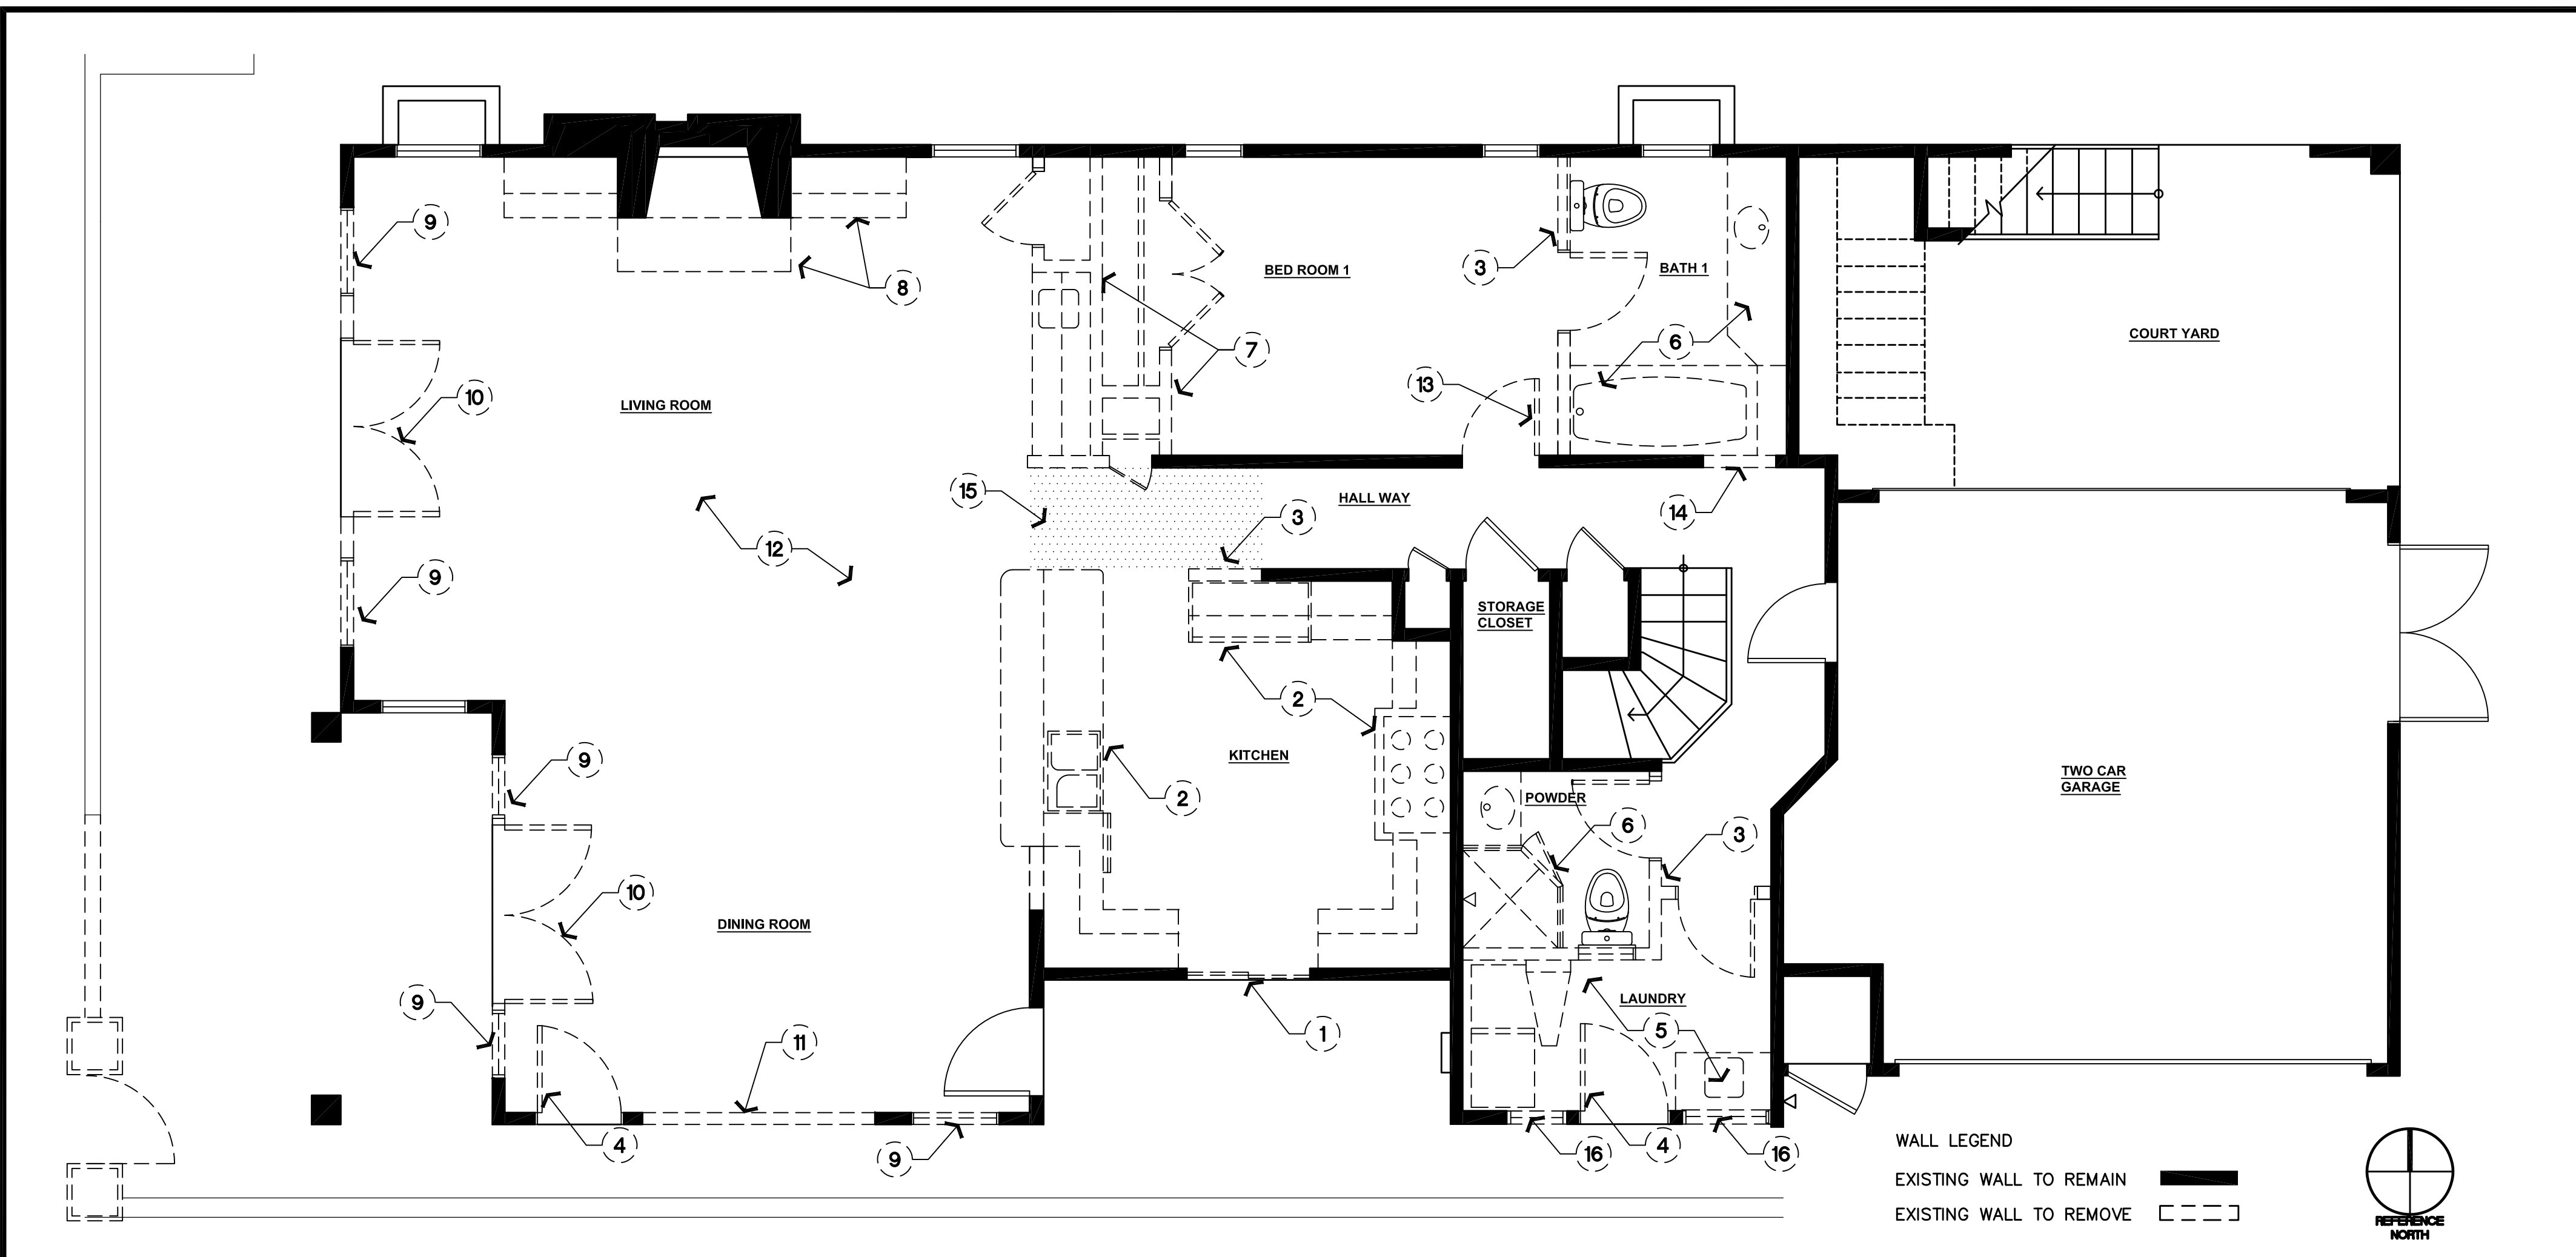 9
8
3
BED ROOM 1
BATH 1
COURT YARD
7
6
13
10
LIVING ROOM
15
HALL WAY
14
3
12
9
STORAGE
CLOSET
2
KITCHEN
9
2
POWDER
TWO CAR
GARAGE
6
3
10
DINING ROOM
9
LAUNDRY
11
1
5
4
9
16
4
16
WALL LEGEND
EXISTING WALL TO REMAIN
EXISTING WALL TO REMOVE
REFERENCE
NORTH